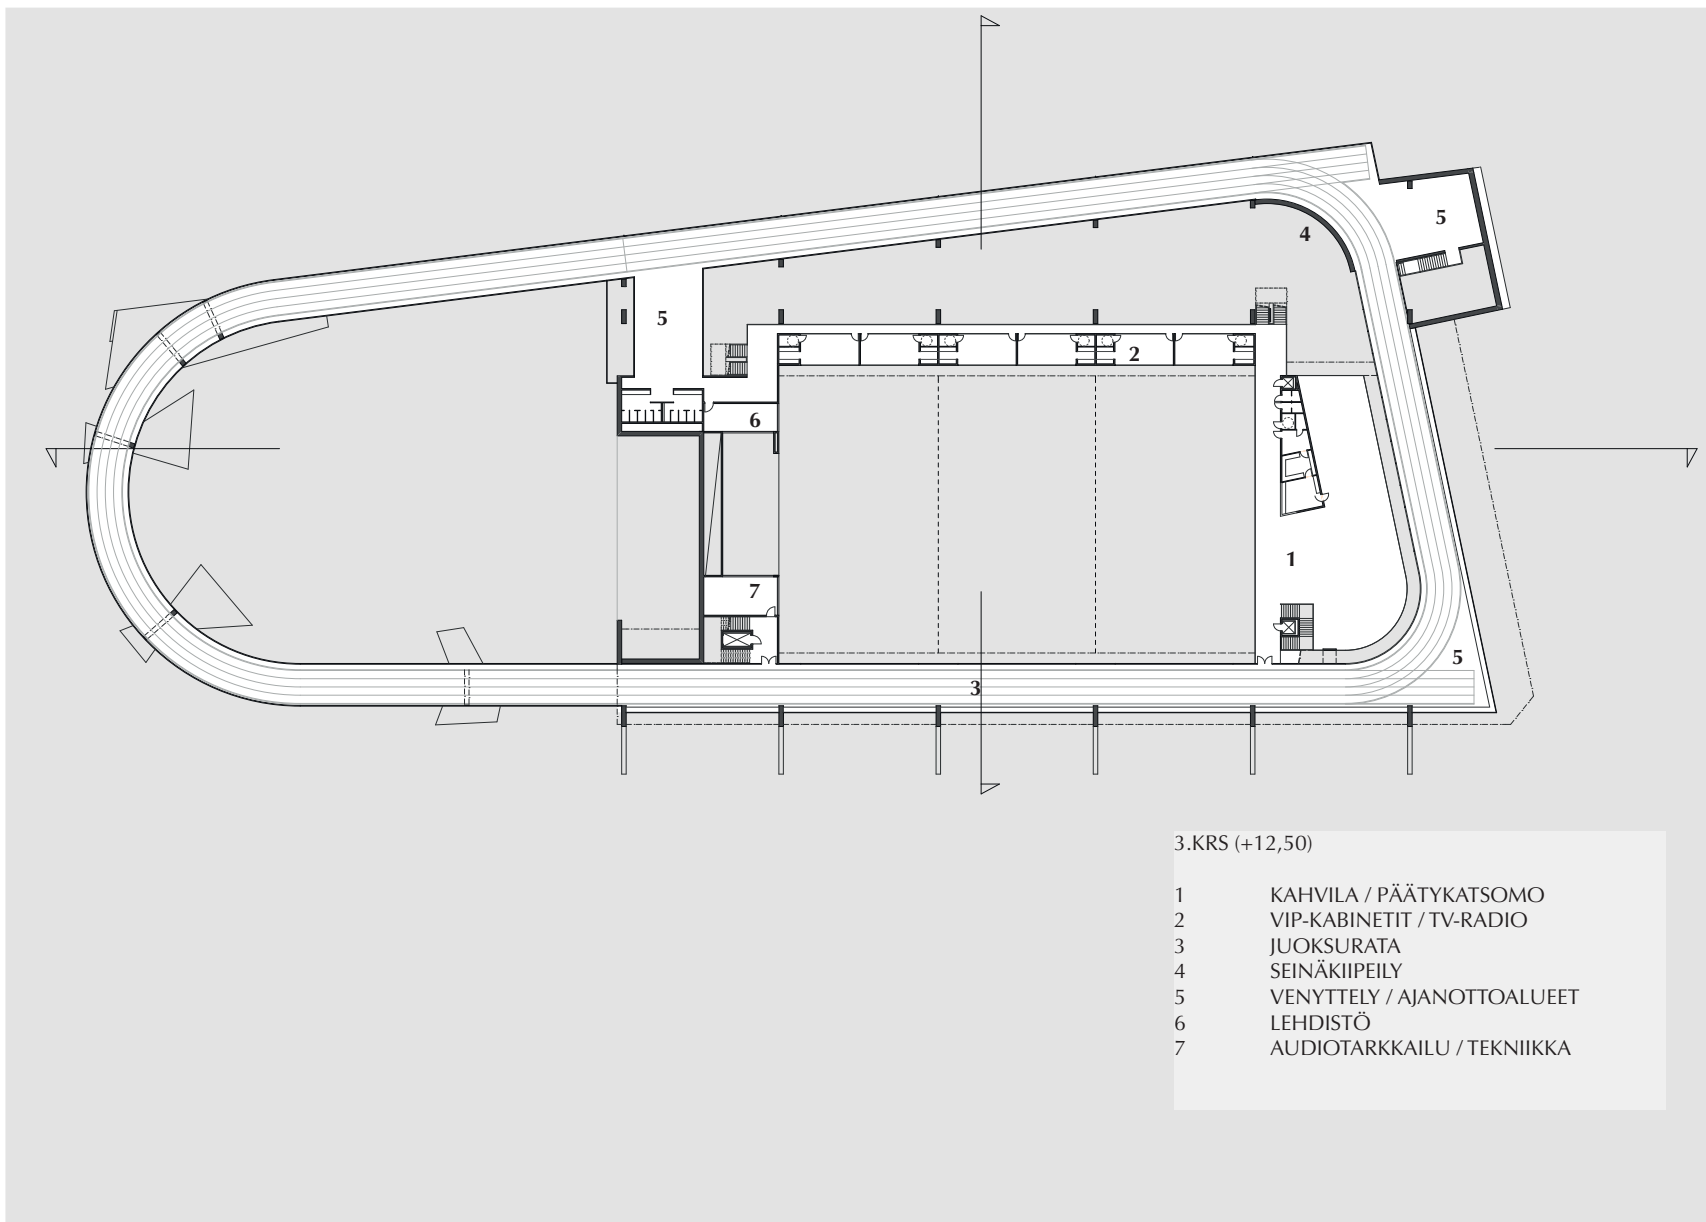 5
4
5
2
6
1
7
5
3
3.KRS (+12,50)
1 KAHVILA / PÄÄTYKATSOMO
2 VIP-KABINETIT / TV-RADIO
3 JUOKSURATA
4 SEINÄKIIPEILY
5 VENYTTELY / AJANOTTOALUEET
6 LEHDISTÖ
7 AUDIOTARKKAILU / TEKNIIKKA